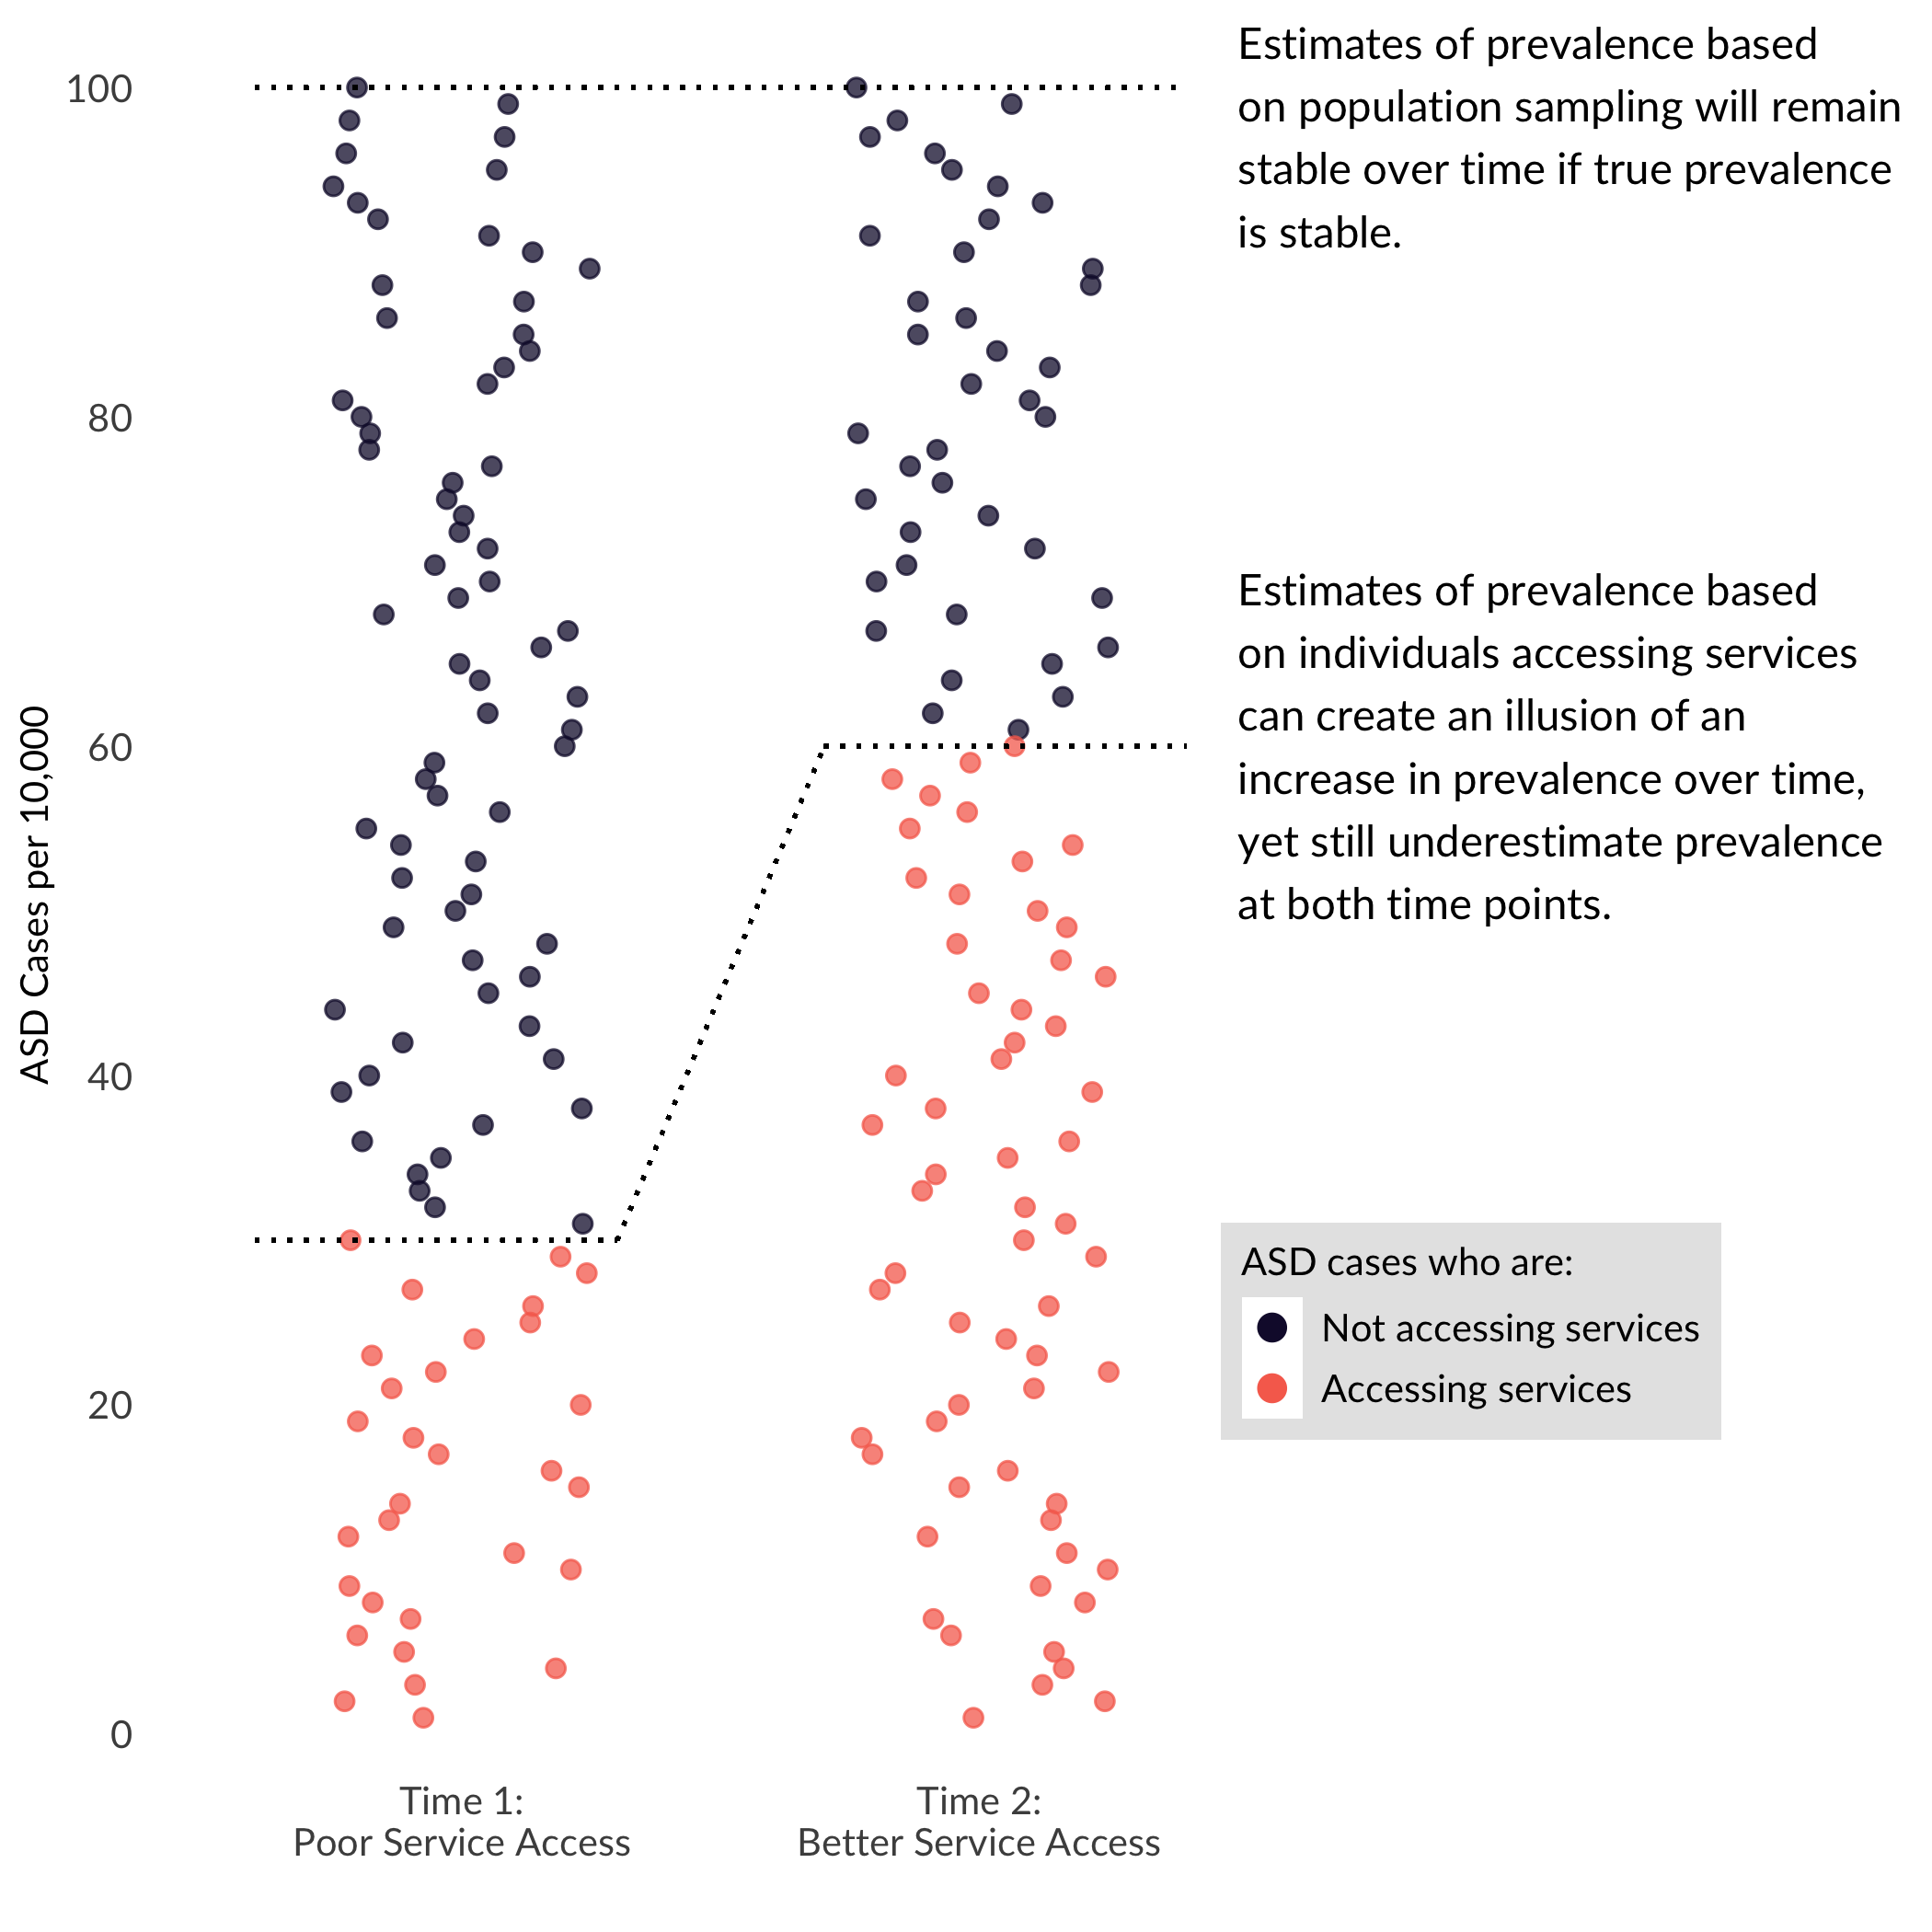 Estimates of prevalence based
on population sampling will remain
stable over time if true prevalence
is stable.
100
80
60
40
20
0
ASD Cases per 10,000
Estimates of prevalence based
on individuals accessing services
can create an illusion of an
increase in prevalence over time,
yet still underestimate prevalence
at both time points.
ASD cases who are:
Not accessing services
Accessing services
Time 1:
Poor Service Access
Time 2:
Better Service Access